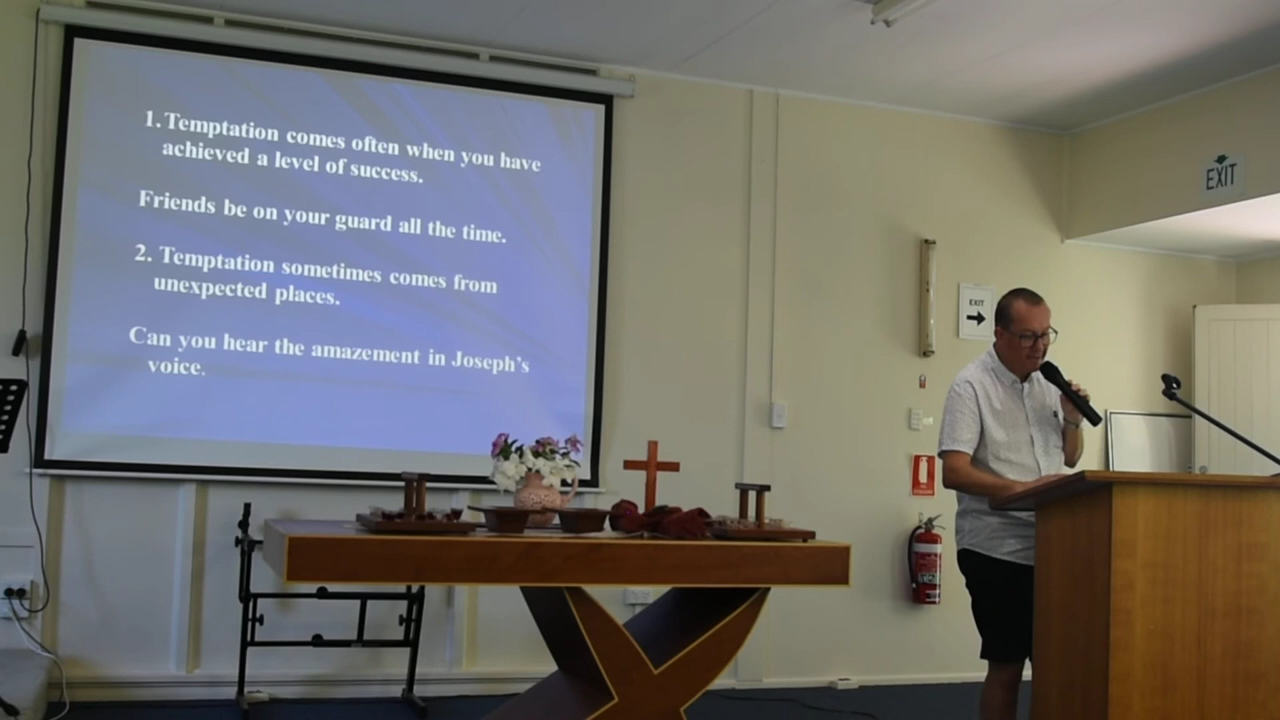 1. Temptation comes often when you have
achieved a level of success.
Friends be on your guard all the time.
2. Temptation sometimes comes from
unexpected places.
Can you hear the amazement in Joseph's
voice.
EXIT
EXIT